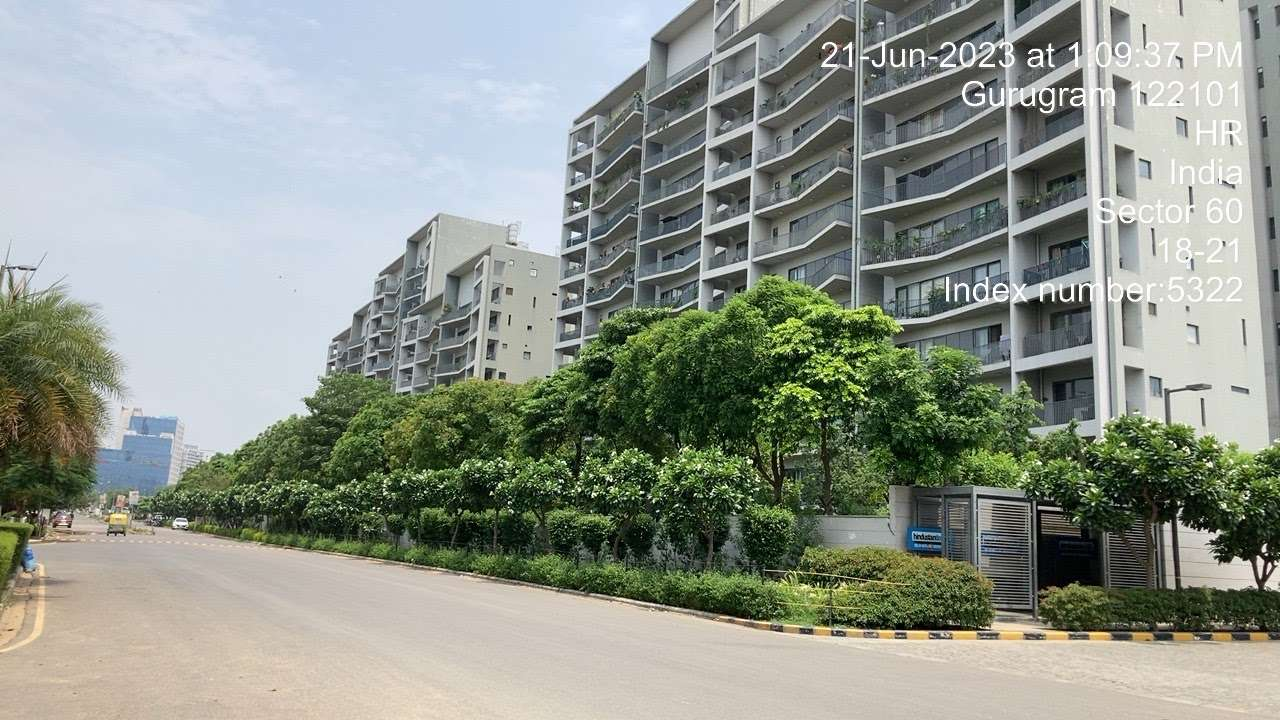 21-Jun-2023 at 1:09:37 PM
Gurugram 122101
HR
India
Sector 60
18-21
Index number:5322